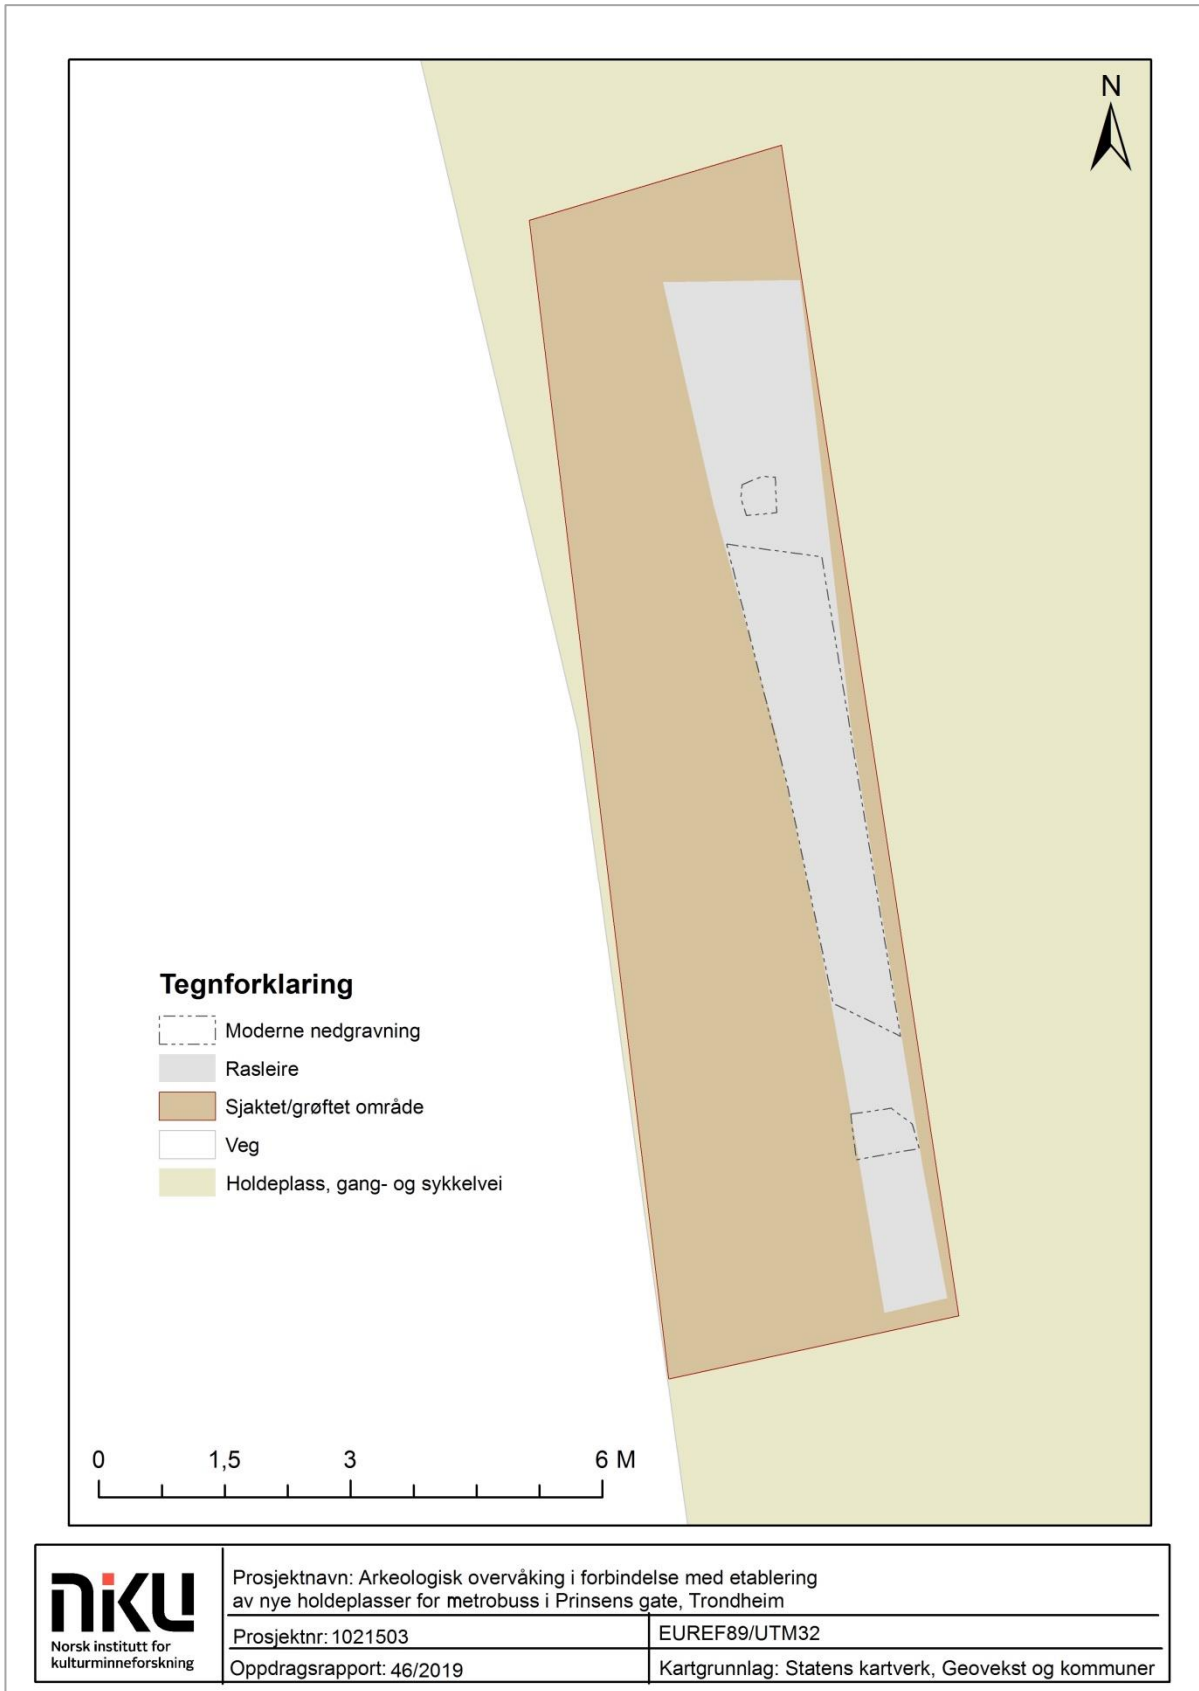 N
Tegnforklaring
Moderne nedgravning
Rasleire
Sjaktet/grøftet område
Veg
Holdeplass, gang- og sykkelvei
0 1,5 3 6 M
niKU
Norsk institutt for
kulturminneforskning
Prosjektnavn: Arkeologisk overvåking i forbindelse med etablering
av nye holdeplasser for metrobuss i Prinsens gate, Trondheim
Prosjektnr: 1021503
EUREF89/UTM32
Oppdragsrapport: 46/2019
Kartgrunnlag: Statens kartverk, Geovekst og kommuner